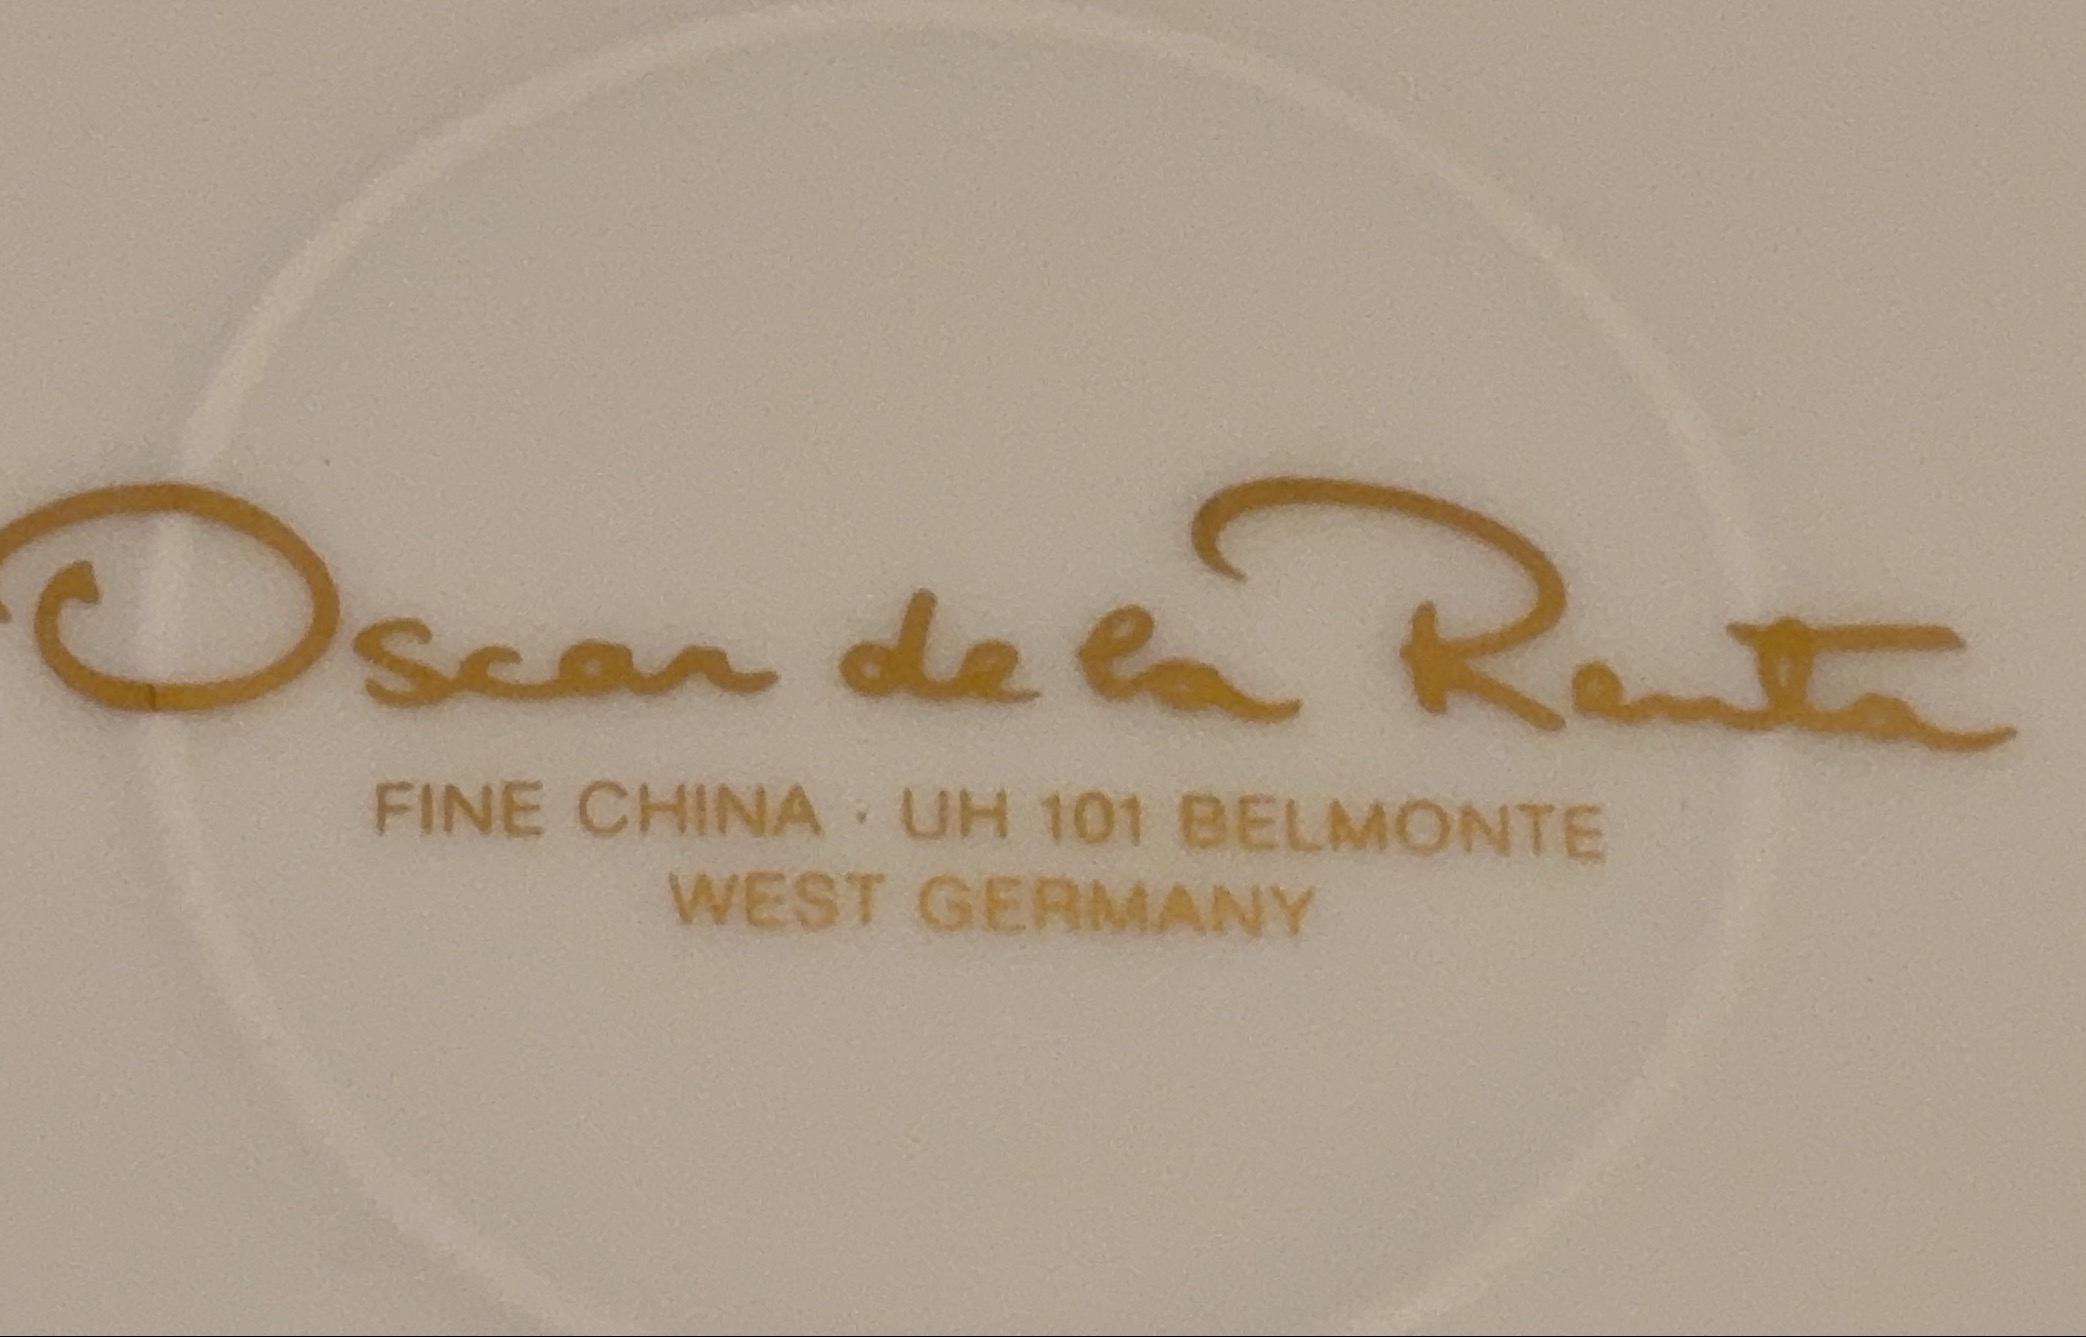 Oscar de la Renta
FINE CHINA · UH 101 BELMONTE
WEST GERMANY